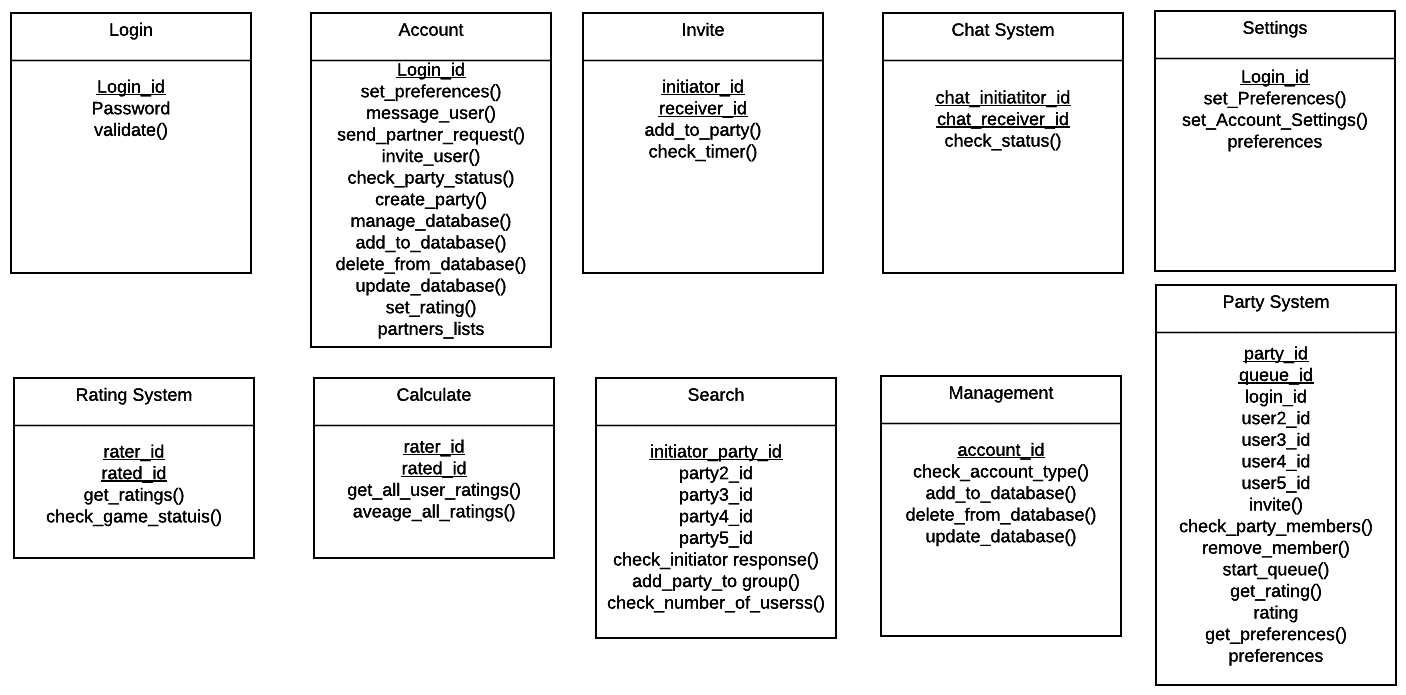 Login
Login_id
Password
validate()
Account
Login_id
set_preferences()
message_user()
send_partner_request()
invite_user()
check_party_status()
create_party()
manage_database()
add_to_database()
delete_from_database()
update_database()
set_rating()
partners_lists
Invite
initiator_id
receiver_id
add_to_party()
check_timer()
Chat System
chat_initiatitor_id
chat_receiver_id
check_status()
Settings
Login_id
set_Preferences()
set_Account_Settings()
preferences
Rating System
rater_id
rated_id
get_ratings()
check_game_statuis()
Calculate
rater_id
rated_id
get_all_user_ratings()
aveage_all_ratings()
Search
initiator_party_id
party2_id
party3_id
party4_id
party5_id
check_initiator response()
add_party_to group()
check_number_of_userss()
Management
account_id
check_account_type()
add_to_database()
delete_from_database()
update_database()
Party System
party_id
queue_id
login_id
user2_id
user3_id
user4_id
user5_id
invite()
check_party_members()
remove_member()
start_queue()
get_rating()
rating
get_preferences()
preferences